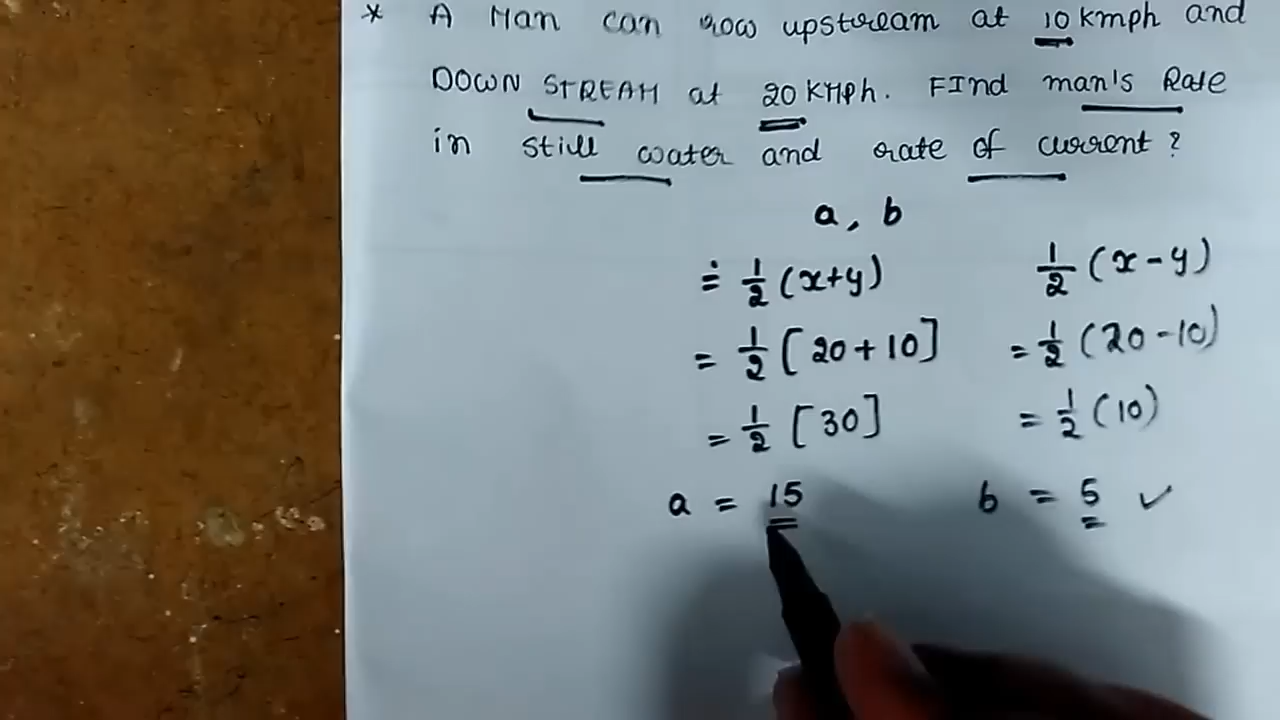 * A Man can row upstream at 10 kmph and
DOWN STREAM at 20 KMPh. FInd man's Rate
in still water and rate of current ?
a, b
= 1/2 (x+y) 1/2 (x-y)
= 1/2 [20+10] = 1/2 (20-10)
= 1/2 [30] = 1/2 (10)
a = 15 b = 5 ✓